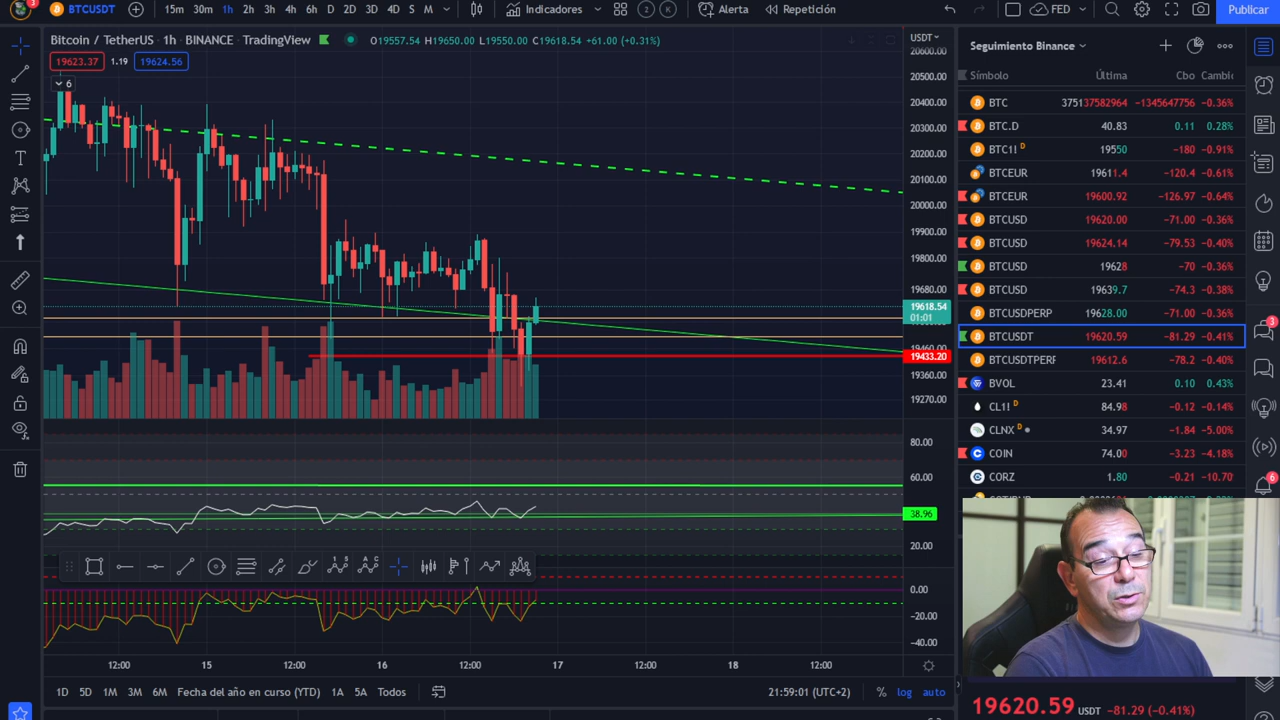 3
BTCUSDT
15m 30m 1h 2h 3h 4h 6h D 2D 3D 4D S M
Indicadores
2
K
Alerta
Repetición
FED
Publicar
Bitcoin / TetherUS · 1h · BINANCE · TradingView
O19557.54 H19650.00 L19550.00 C19618.54 +61.00 (+0.31%)
19623.37 1.19 19624.56
6
USDT
20600.00
20500.00
20400.00
20300.00
20200.00
20100.00
20000.00
19900.00
19800.00
19680.00
19618.54
01:01
19460.00
19433.20
19360.00
19270.00
80.00
60.00
38.96
20.00
0.00
−20.00
−40.00
12:00 15 12:00 16 12:00 17 12:00 18 12:00
1D 5D 1M 3M 6M Fecha del año en curso (YTD) 1A 5A Todos
21:59:01 (UTC+2)
% log auto
Seguimiento Binance
Símbolo Última Cbo Cambic
BTC 375137582964 −1345647756 −0.36%
BTC.D 40.83 0.11 0.28%
BTC1! D 19550 −180 −0.91%
BTCEUR 19611.4 −120.4 −0.61%
BTCEUR 19600.92 −126.97 −0.64%
BTCUSD 19620.00 −71.00 −0.36%
BTCUSD 19624.14 −79.53 −0.40%
BTCUSD 19628 −70 −0.36%
BTCUSD 19639.7 −74.3 −0.38%
BTCUSDPERP 19628.00 −71.00 −0.36%
BTCUSDT 19620.59 −81.29 −0.41%
BTCUSDTPERF 19612.6 −78.2 −0.40%
BVOL 23.41 0.10 0.43%
CL1! D 84.98 −0.12 −0.14%
CLNX D 34.97 −1.84 −5.00%
COIN 74.00 −3.23 −4.18%
CORZ 1.80 −0.21 −10.70
3
6
19620.59 USDT −81.29 (−0.41%)